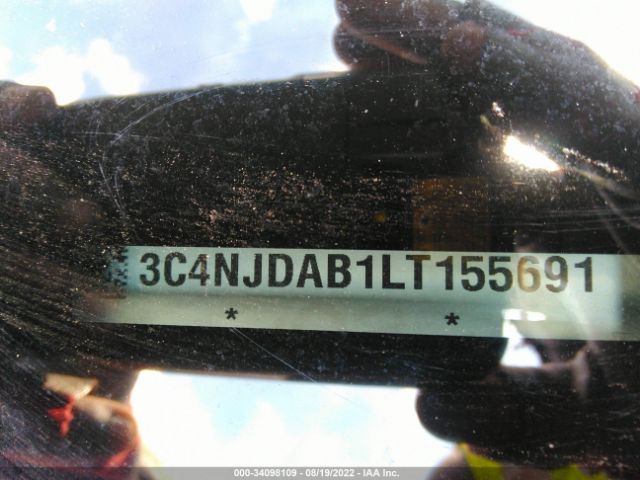 3C4NJDAB1LT155691
* *
000-34098109 - 08/19/2022 - IAA Inc.